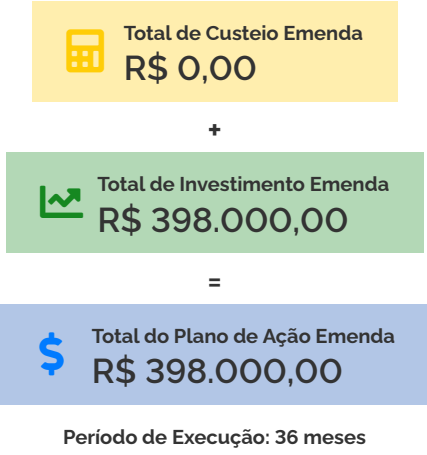 Total de Custeio Emenda
R$ 0,00
+
Total de Investimento Emenda
R$ 398.000,00
=
Total do Plano de Ação Emenda
$
R$ 398.000,00
Período de Execução: 36 meses